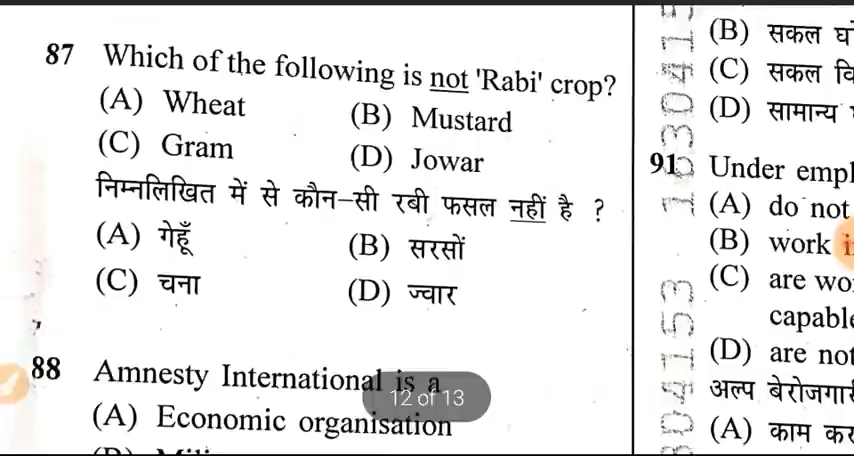 87 Which of the following is not 'Rabi' crop?
(A) Wheat (B) Mustard
(C) Gram (D) Jowar
निम्नलिखित में से कौन-सी रबी फसल नहीं है ?
(A) गेहूँ (B) सरसों
(C) चना (D) ज्वार
88 Amnesty International is a
12 of 13
(A) Economic organisation
(B) सकल
(C) सकल
(D) सामान्य
91 Under
(A) do not
(B) work
(C) are
(D) are not
अल्प
(A) काम